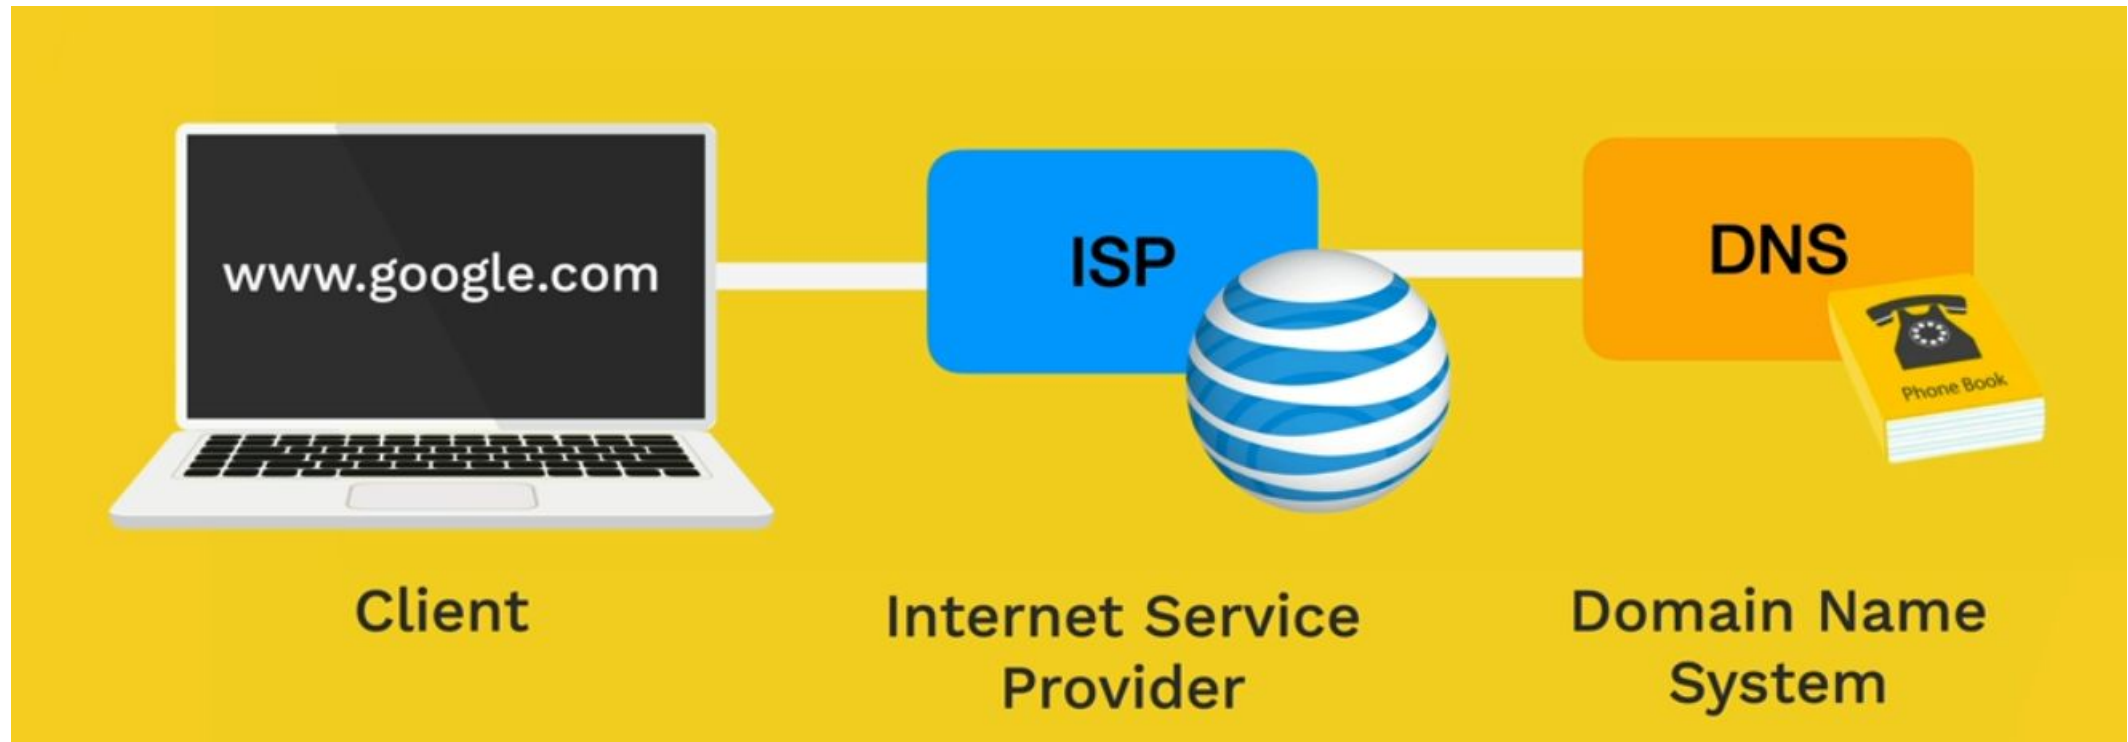 www.google.com
ISP
DNS
Phone Book
Client
Internet Service
Provider
Domain Name
System